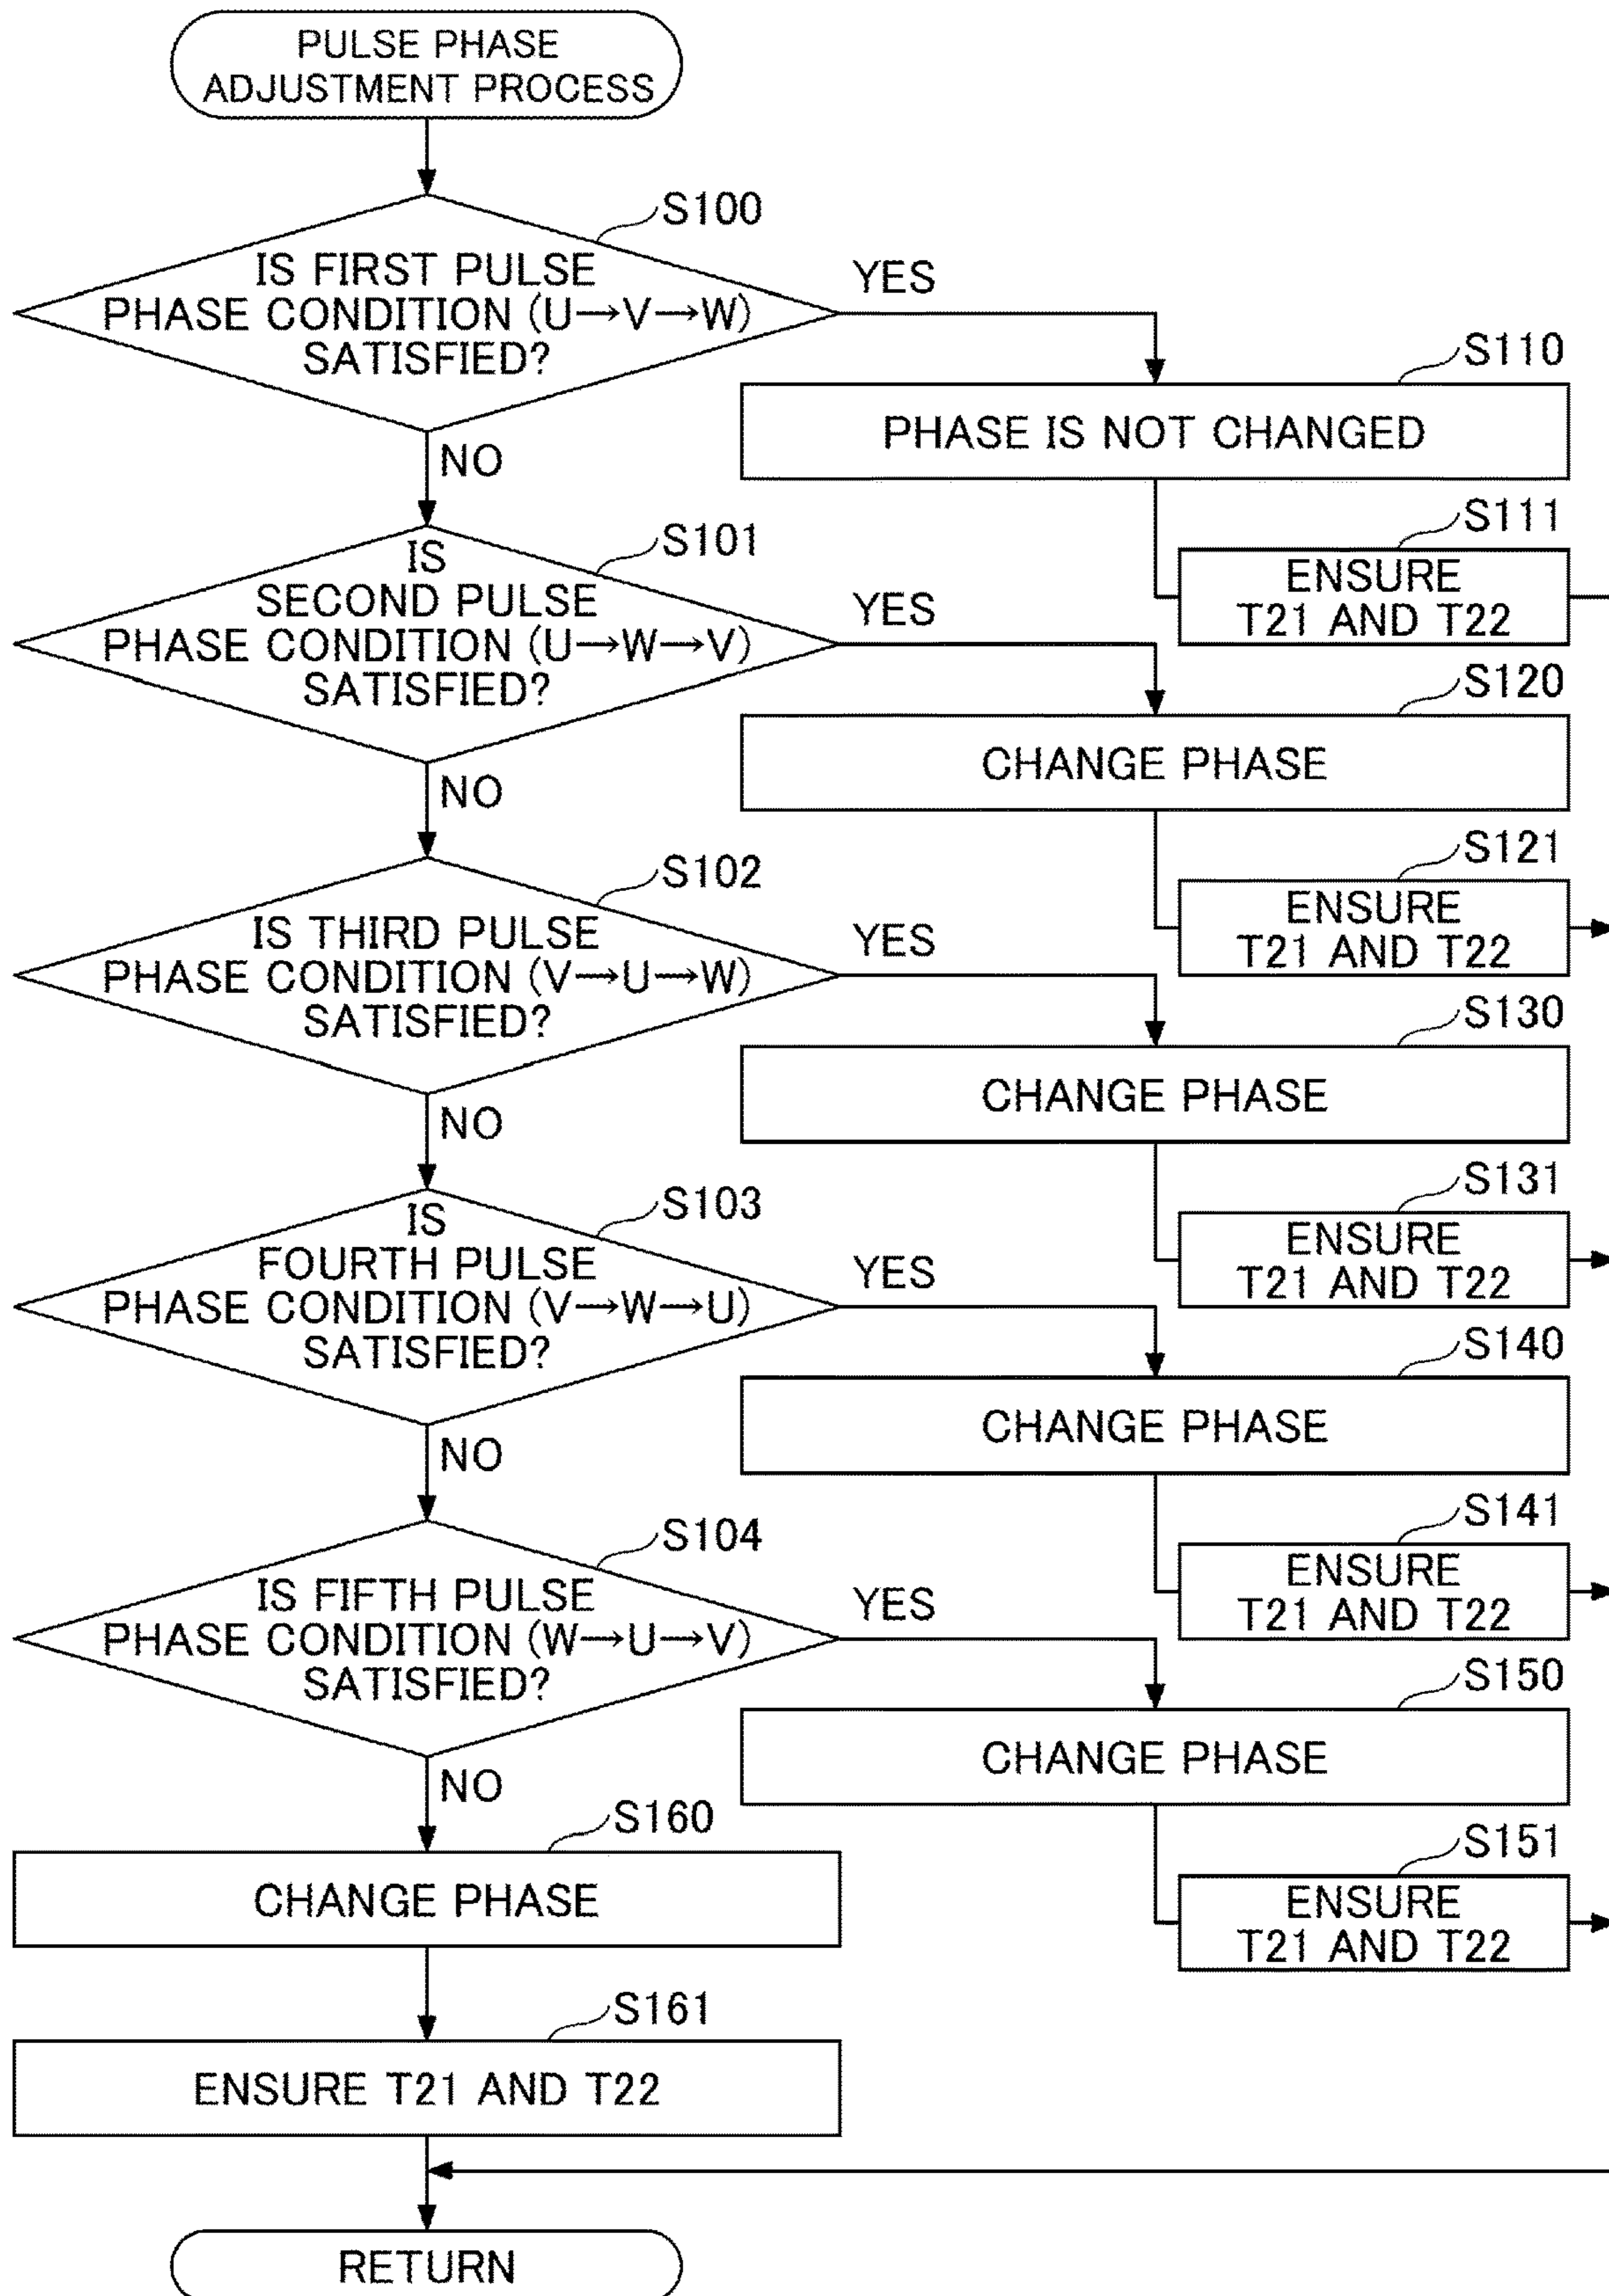 PULSE PHASE
ADJUSTMENT PROCESS
S100
IS FIRST PULSE
PHASE CONDITION (U→V→W)
SATISFIED?
YES
NO
S110
PHASE IS NOT CHANGED
S111
ENSURE
T21 AND T22
S101
IS
SECOND PULSE
PHASE CONDITION (U→W→V)
SATISFIED?
YES
NO
S120
CHANGE PHASE
S121
ENSURE
T21 AND T22
S102
IS THIRD PULSE
PHASE CONDITION (V→U→W)
SATISFIED?
YES
NO
S130
CHANGE PHASE
S131
ENSURE
T21 AND T22
S103
IS
FOURTH PULSE
PHASE CONDITION (V→W→U)
SATISFIED?
YES
NO
S140
CHANGE PHASE
S141
ENSURE
T21 AND T22
S104
IS FIFTH PULSE
PHASE CONDITION (W→U→V)
SATISFIED?
YES
NO
S150
CHANGE PHASE
S151
ENSURE
T21 AND T22
S160
CHANGE PHASE
S161
ENSURE T21 AND T22
RETURN